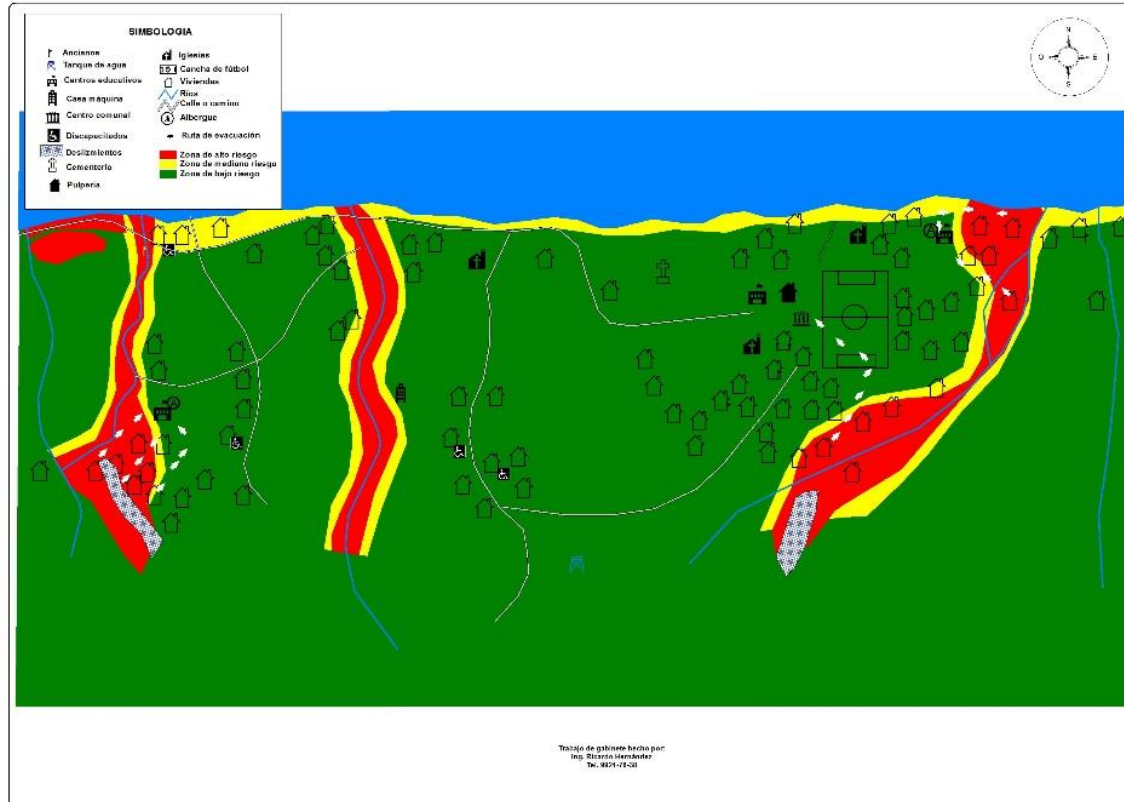 SIMBOLOGIA
Ancianos
Tanque de agua
Centros educativos
Casa máquina
Centro comunal
Discapacitados
Deslizmientos
Cementerio
Pulpería
Iglesias
Cancha de fútbol
Viviendas
Ríos
Calle o camino
Albergue
Ruta de evacuación
Zona de alto riesgo
Zona de mediano riesgo
Zona de bajo riesgo
N
O
E
S
A
A
A
Trabajo de gabinete hecho por:
Ing. Ricardo Hernández
Tel.